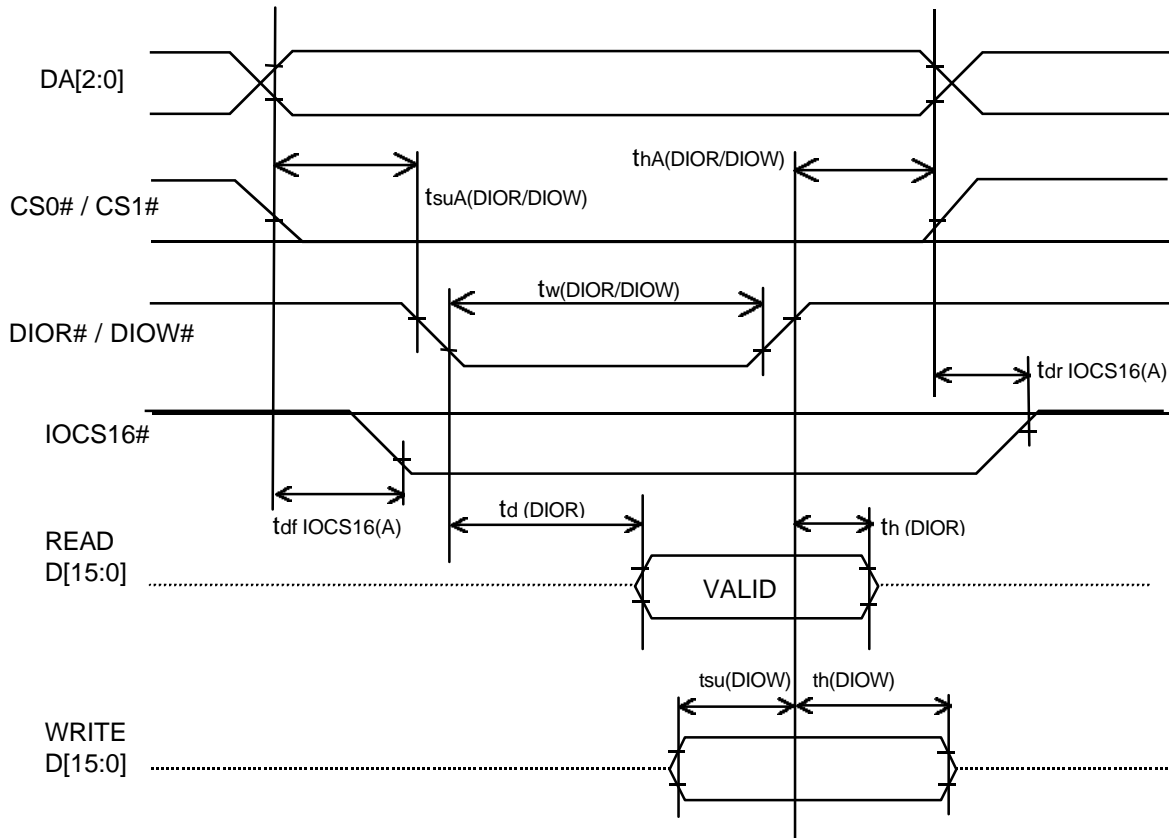 DA[2:0]
thA(DIOR/DIOW)
tsuA(DIOR/DIOW)
CS0# / CS1#
tw(DIOR/DIOW)
DIOR# / DIOW#
tdr IOCS16(A)
IOCS16#
td (DIOR)
tdf IOCS16(A)
th (DIOR)
READ
D[15:0]
VALID
tsu(DIOW)
th(DIOW)
WRITE
D[15:0]